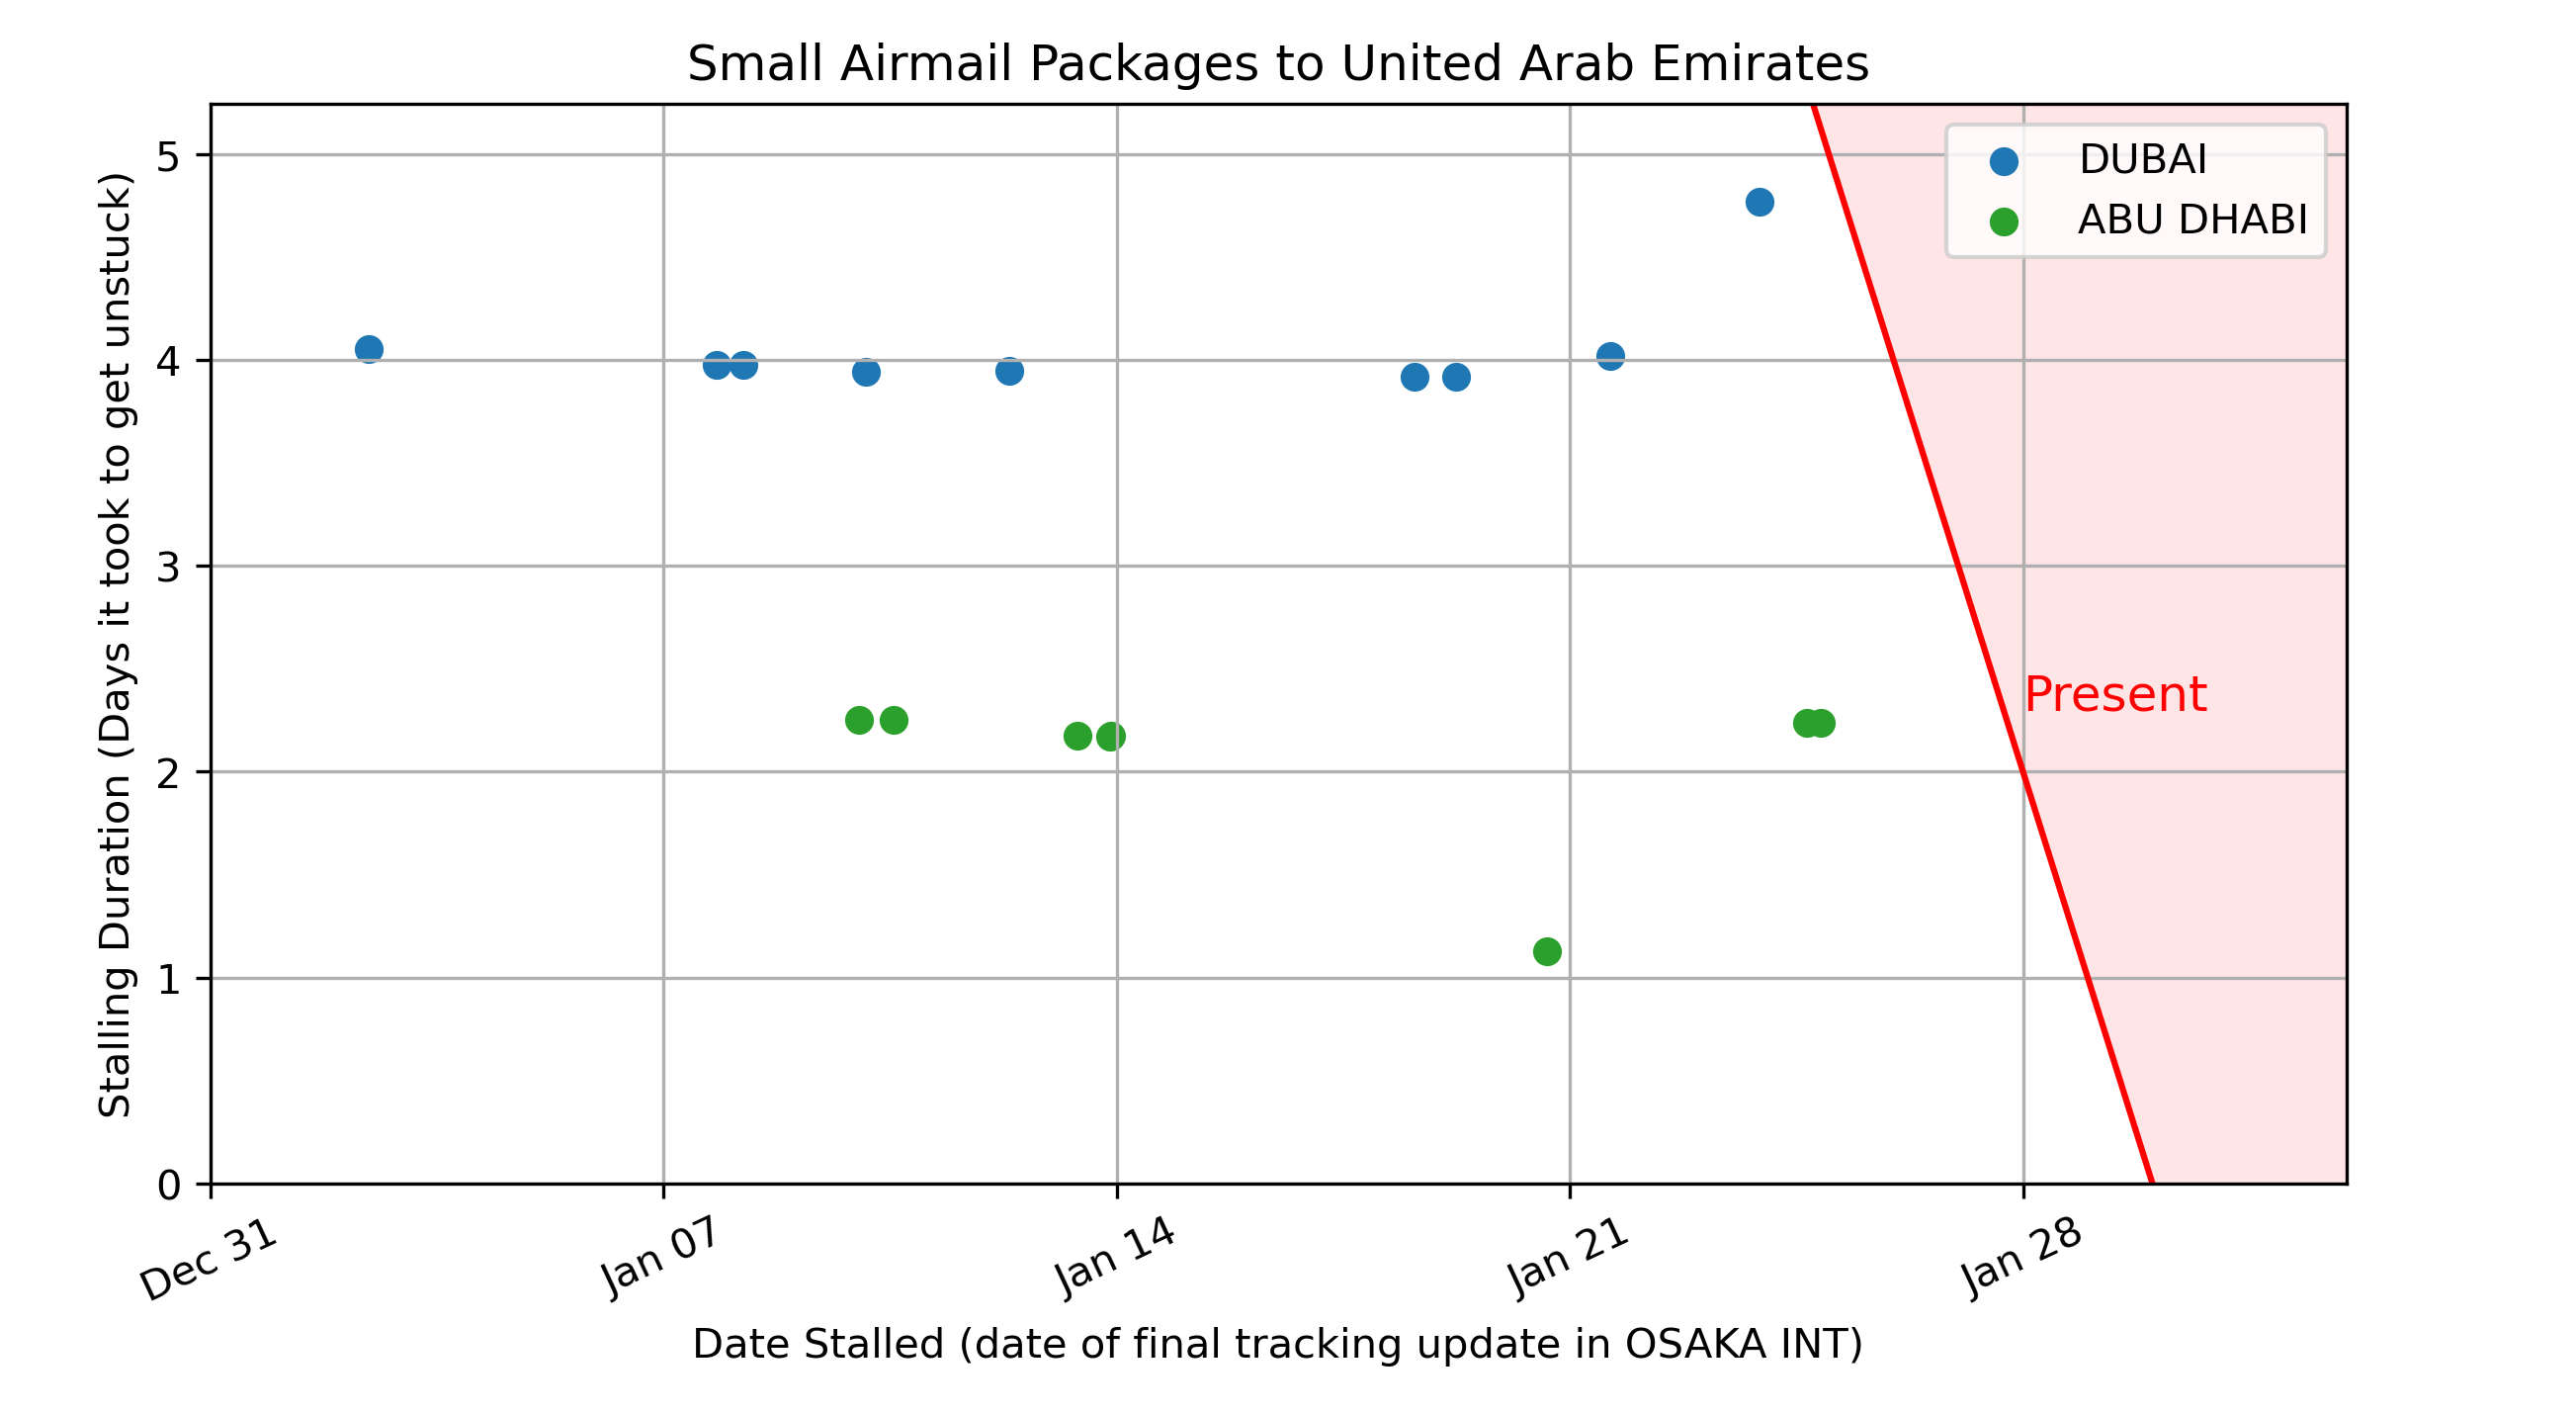 Small Airmail Packages to United Arab Emirates
DUBAI
ABU DHABI
Present
Stalling Duration (Days it took to get unstuck)
5
4
3
2
1
0
Dec 31
Jan 07
Jan 14
Jan 21
Jan 28
Date Stalled (date of final tracking update in OSAKA INT)